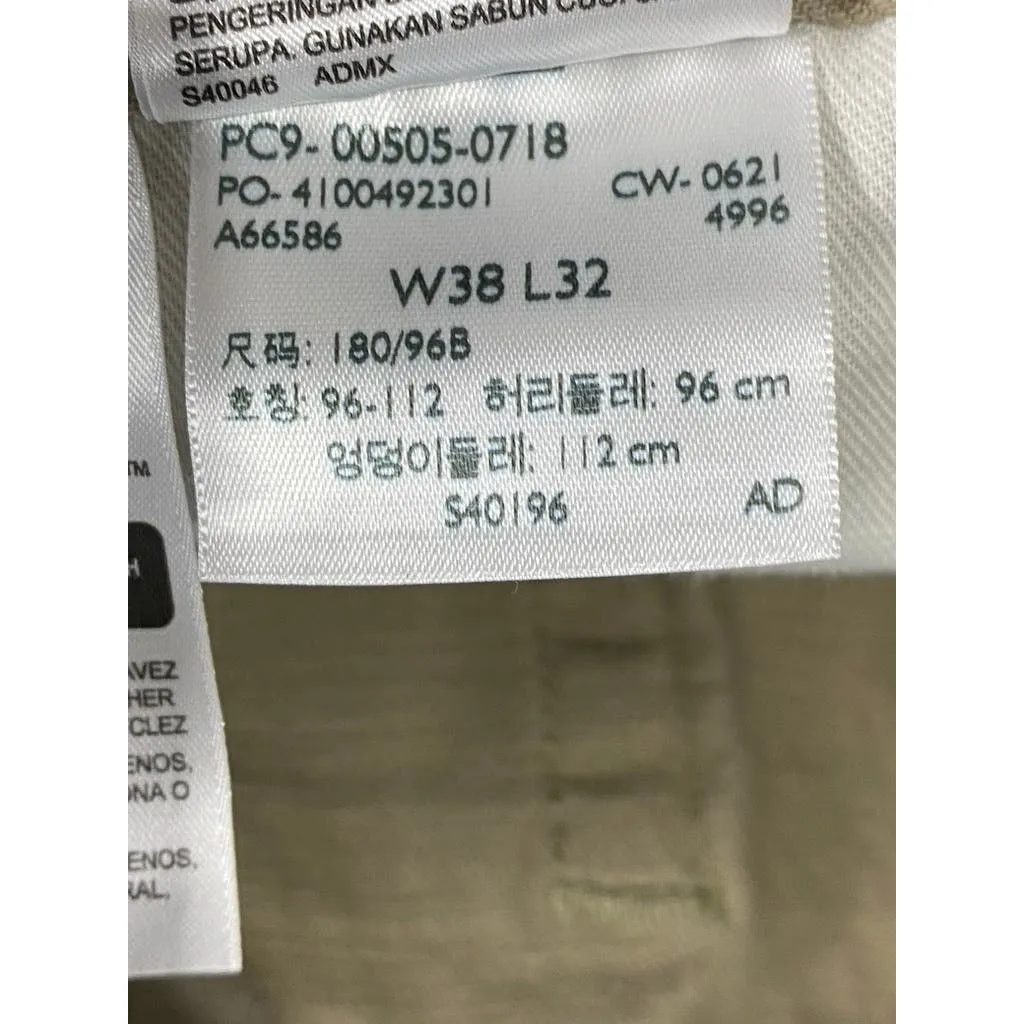 PENGERINGAN
SERUPA. GUNAKAN SABUN
S40046 ADMX
PC9- 00505-0718
PO- 4100492301 CW- 0621
A66586 4996
W38 L32
尺码: 180/96B
호칭: 96-112 허리둘레: 96 cm
엉덩이둘레: 112 cm
S40196 AD
TM
H
AVEZ
HER
CLEZ
ENOS,
ONA O
ENOS.
RAL.